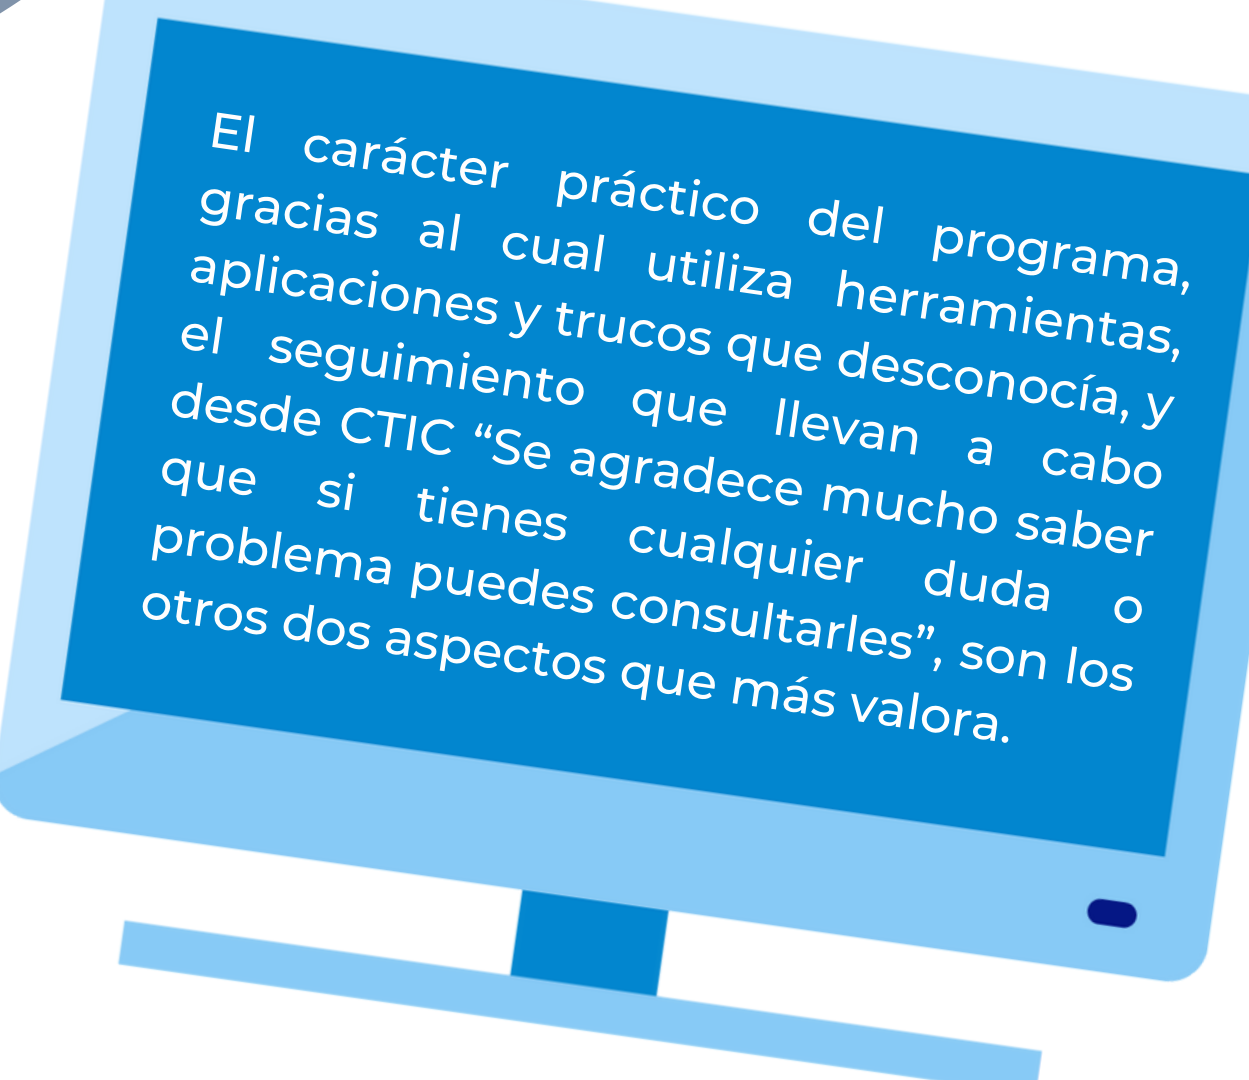 El carácter práctico del programa,
gracias al cual utiliza herramientas,
aplicaciones y trucos que desconocía, y
el seguimiento que llevan a cabo
desde CTIC “Se agradece mucho saber
que si tienes cualquier duda o
problema puedes consultarles”, son los
otros dos aspectos que más valora.